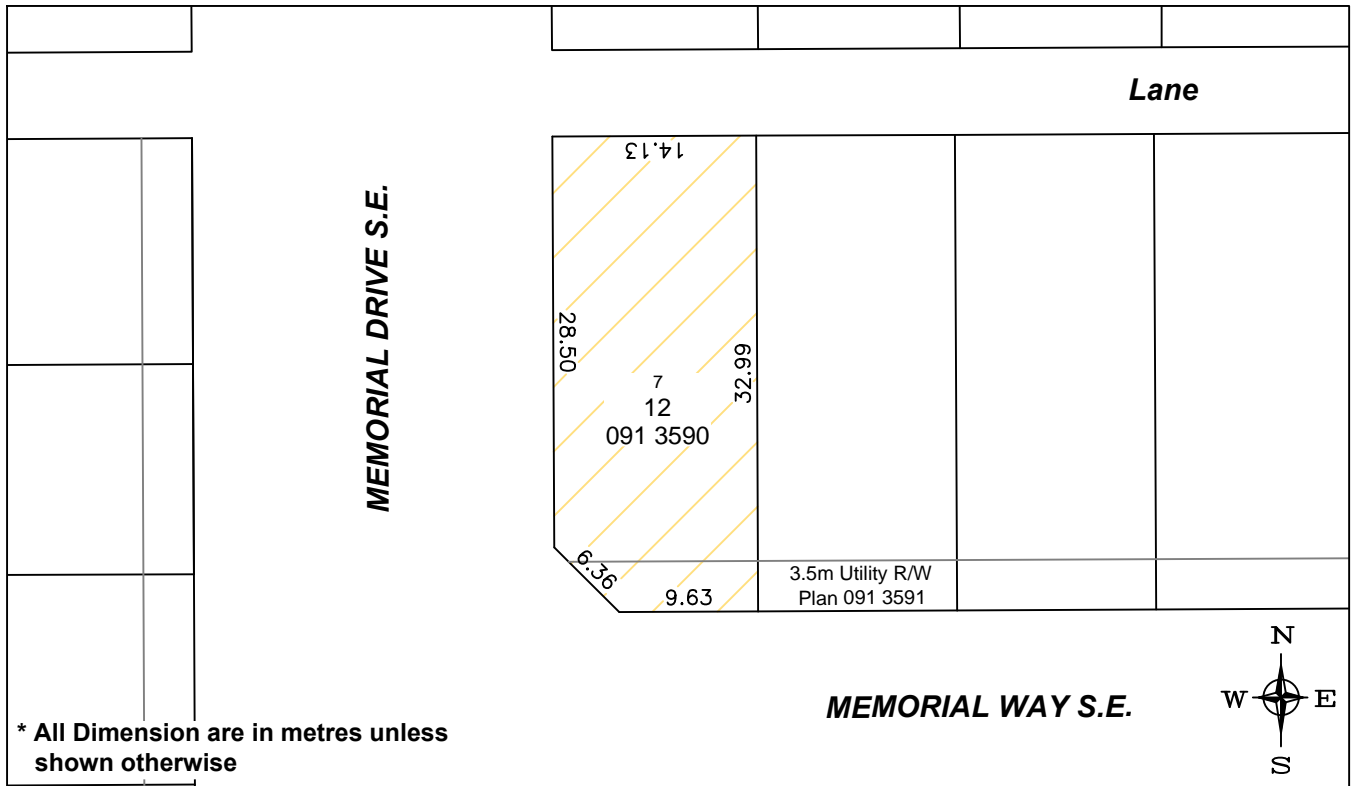 Lane
14.13
MEMORIAL DRIVE S.E.
28.50
32.99
7
12
091 3590
6.36
9.63
3.5m Utility R/W
Plan 091 3591
MEMORIAL WAY S.E.
N
W E
S
* All Dimension are in metres unless
shown otherwise